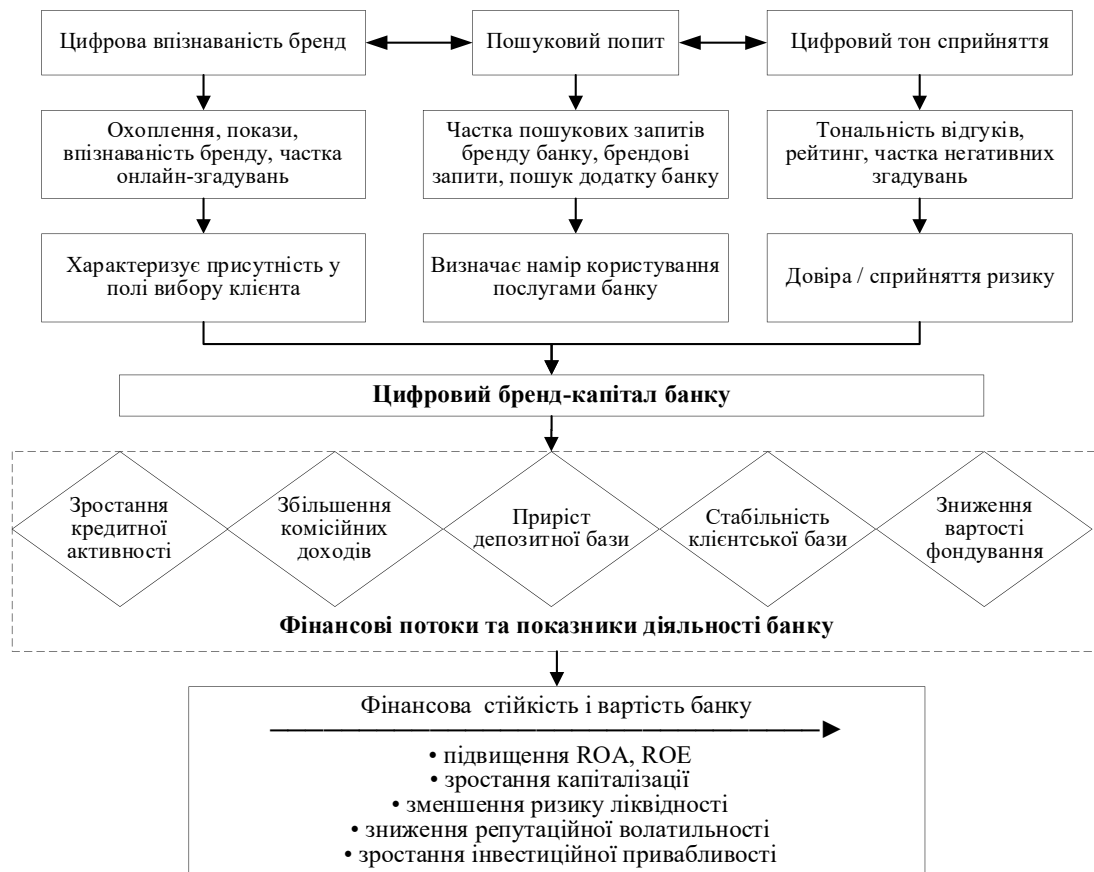 Цифрова впізнаваність бренд
Пошуковий попит
Цифровий тон сприйняття
Охоплення, покази,
впізнаваність бренду, частка
онлайн-згадувань
Частка пошукових запитів
бренду банку, брендові
запити, пошук додатку банку
Тональність відгуків,
рейтинг, частка негативних
згадувань
Характеризує присутність у
полі вибору клієнта
Визначає намір користування
послугами банку
Довіра / сприйняття ризику
Цифровий бренд-капітал банку
Зростання
кредитної
активності
Збільшення
комісійних
доходів
Приріст
депозитної бази
Стабільність
клієнтської бази
Зниження
вартості
фондування
Фінансові потоки та показники діяльності банку
Фінансова стійкість і вартість банку
• підвищення ROA, ROE
• зростання капіталізації
• зменшення ризику ліквідності
• зниження репутаційної волатильності
• зростання інвестиційної привабливості